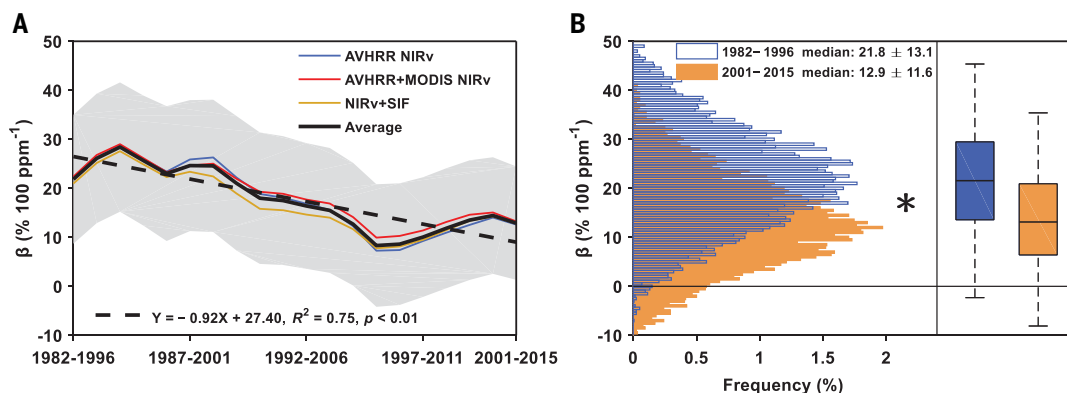 A
β (% 100 ppm⁻¹)
50
40
30
20
10
0
-10
AVHRR NIRv
AVHRR+MODIS NIRv
NIRv+SIF
Average
Y = − 0.92X + 27.40, R² = 0.75, p < 0.01
1982-1996
1987-2001
1992-2006
1997-2011
2001-2015
B
β (% 100 ppm⁻¹)
50
40
30
20
10
0
-10
1982− 1996 median: 21.8 ± 13.1
2001− 2015 median: 12.9 ± 11.6
*
0
0.5
1
1.5
2
Frequency (%)